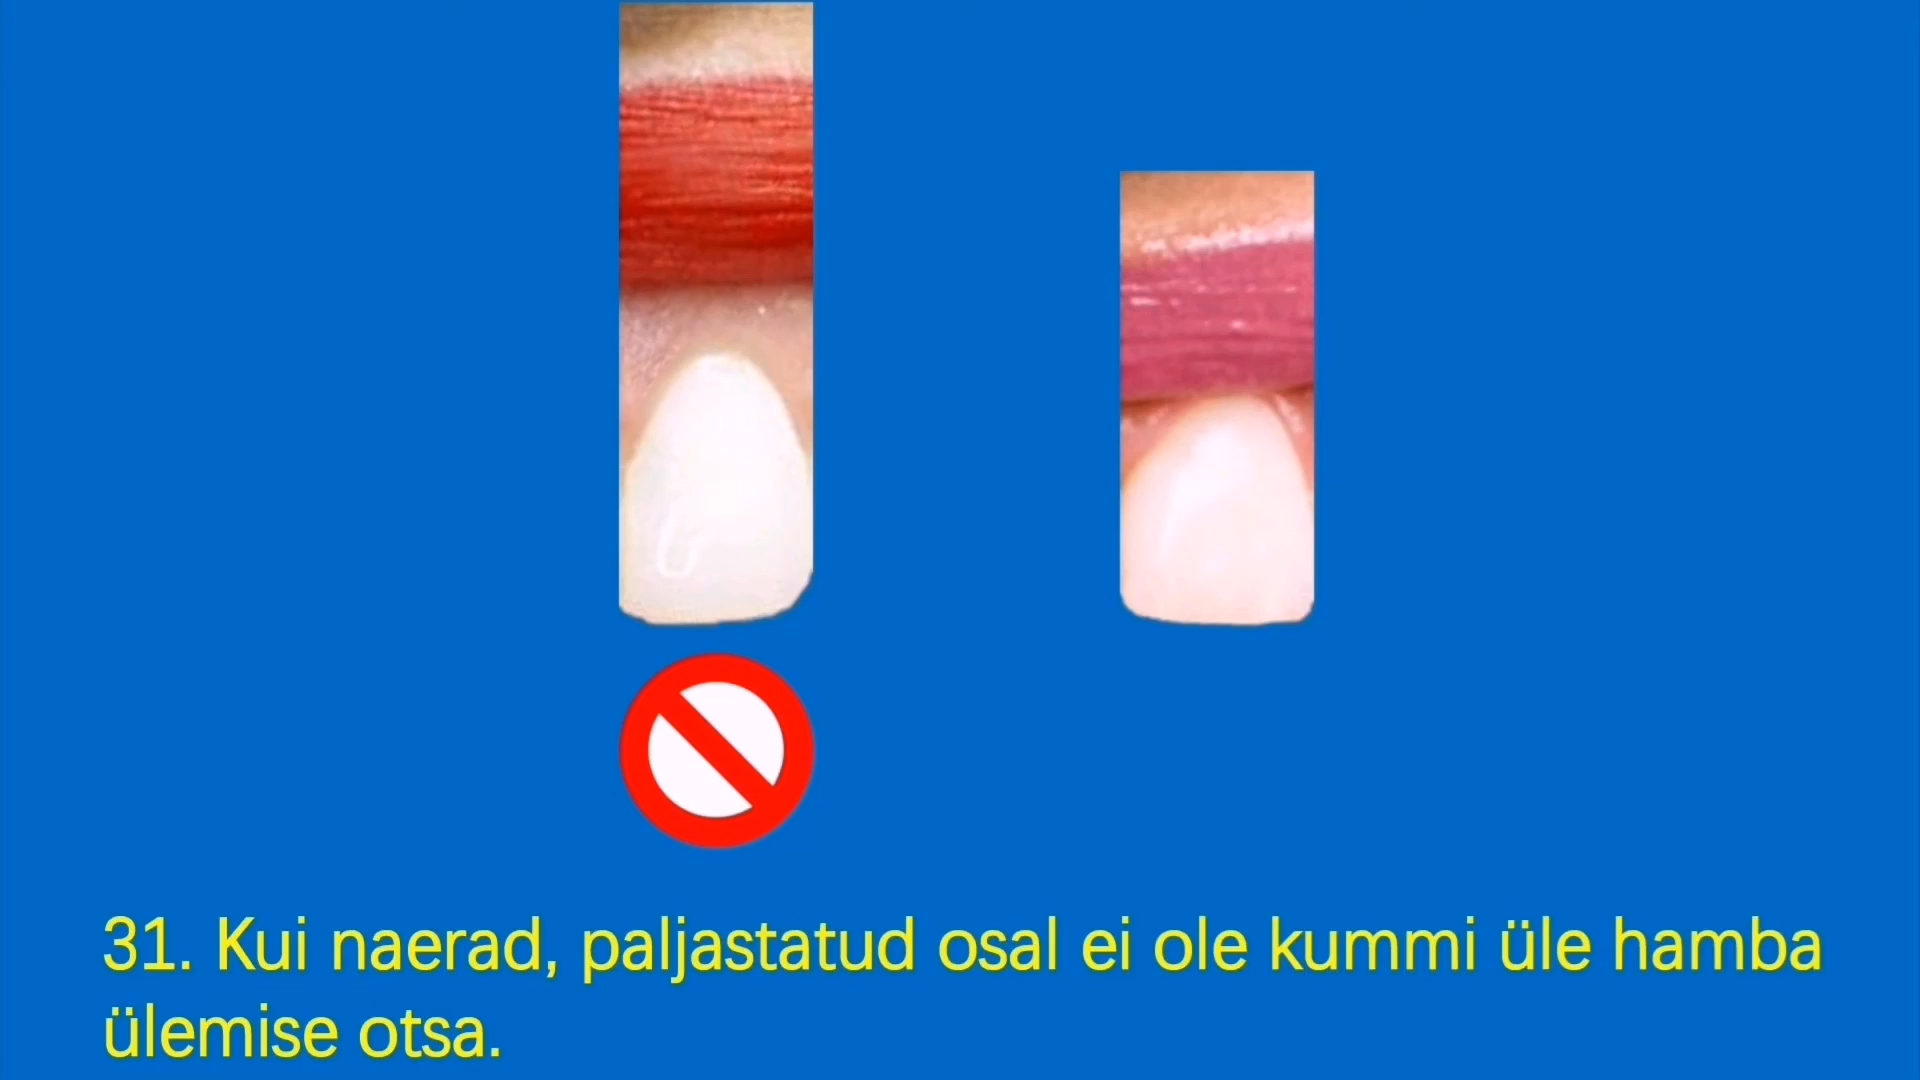 31. Kui naerad, paljastatud osal ei ole kummi üle hamba
ülemise otsa.